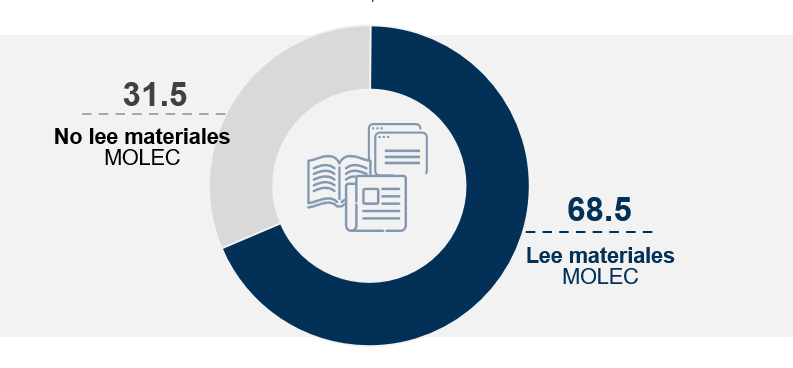 31.5
No lee materiales
MOLEC
68.5
Lee materiales
MOLEC